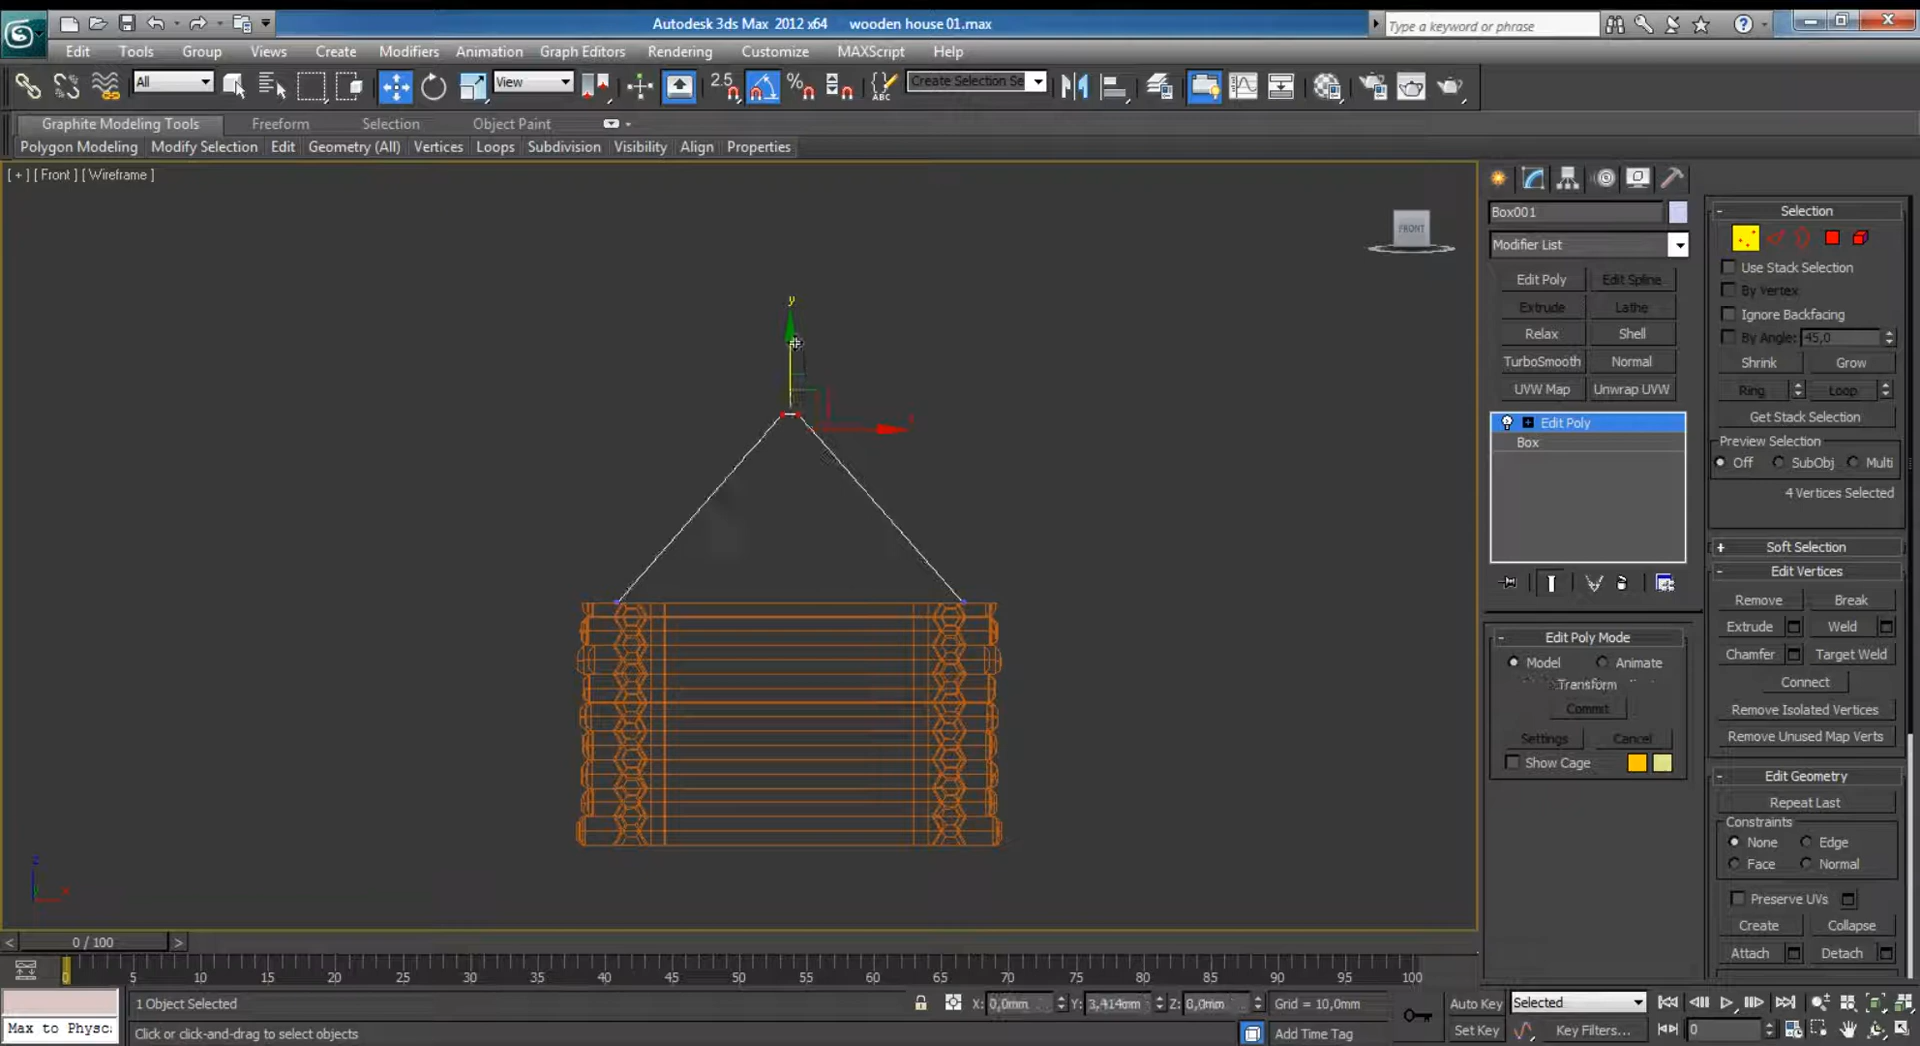 Autodesk 3ds Max 2012 x64 wooden house 01.max
Type a keyword or phrase
Edit Tools Group Views Create Modifiers Animation Graph Editors Rendering Customize MAXScript Help
All
View
2.5
%
ABC
Create Selection Se
Graphite Modeling Tools Freeform Selection Object Paint
Polygon Modeling Modify Selection Edit Geometry (All) Vertices Loops Subdivision Visibility Align Properties
[ + ] [ Front ] [ Wireframe ]
FRONT
y
z
Box001
Modifier List
Edit Poly Edit Spline
Extrude Lathe
Relax Shell
TurboSmooth Normal
UVW Map Unwrap UVW
Edit Poly
Box
Edit Poly Mode
Model Animate
Transform
Commit
Settings Cancel
Show Cage
Selection
Use Stack Selection
By Vertex
Ignore Backfacing
By Angle: 45,0
Shrink Grow
Ring Loop
Get Stack Selection
Preview Selection
Off SubObj Multi
4 Vertices Selected
Soft Selection
Edit Vertices
Remove Break
Extrude Weld
Chamfer Target Weld
Connect
Remove Isolated Vertices
Remove Unused Map Verts
Edit Geometry
Repeat Last
Constraints
None Edge
Face Normal
Preserve UVs
Create Collapse
Attach Detach
< 0 / 100 >
0 5 10 15 20 25 30 35 40 45 50 55 60 65 70 75 80 85 90 95 100
1 Object Selected
X: 0,0mm Y: 3,414mm Z: 0,0mm Grid = 10,0mm
Auto Key Selected
Max to Physc:
Click or click-and-drag to select objects
Add Time Tag
Set Key Key Filters... 0